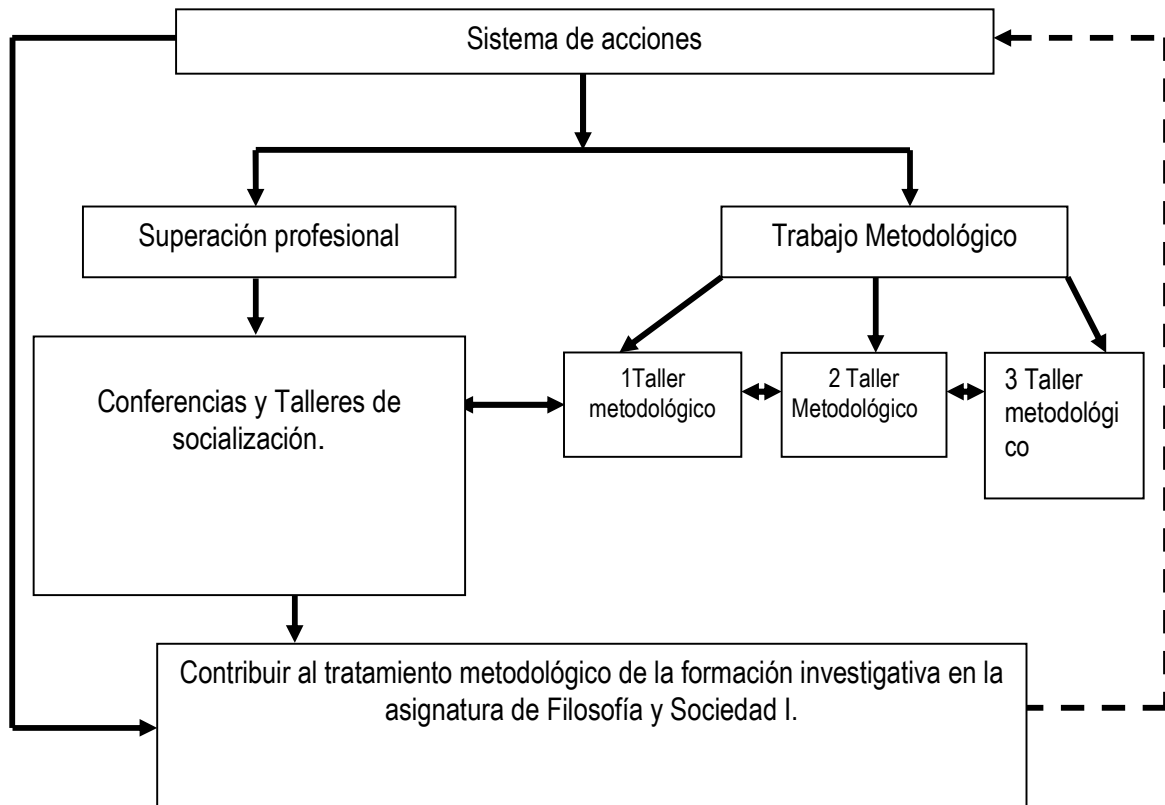 Sistema de acciones
Superación profesional
Trabajo Metodológico
Conferencias y Talleres de
socialización.
1Taller
metodológico
2 Taller
Metodológico
3 Taller
metodológi
co
Contribuir al tratamiento metodológico de la formación investigativa en la
asignatura de Filosofía y Sociedad I.